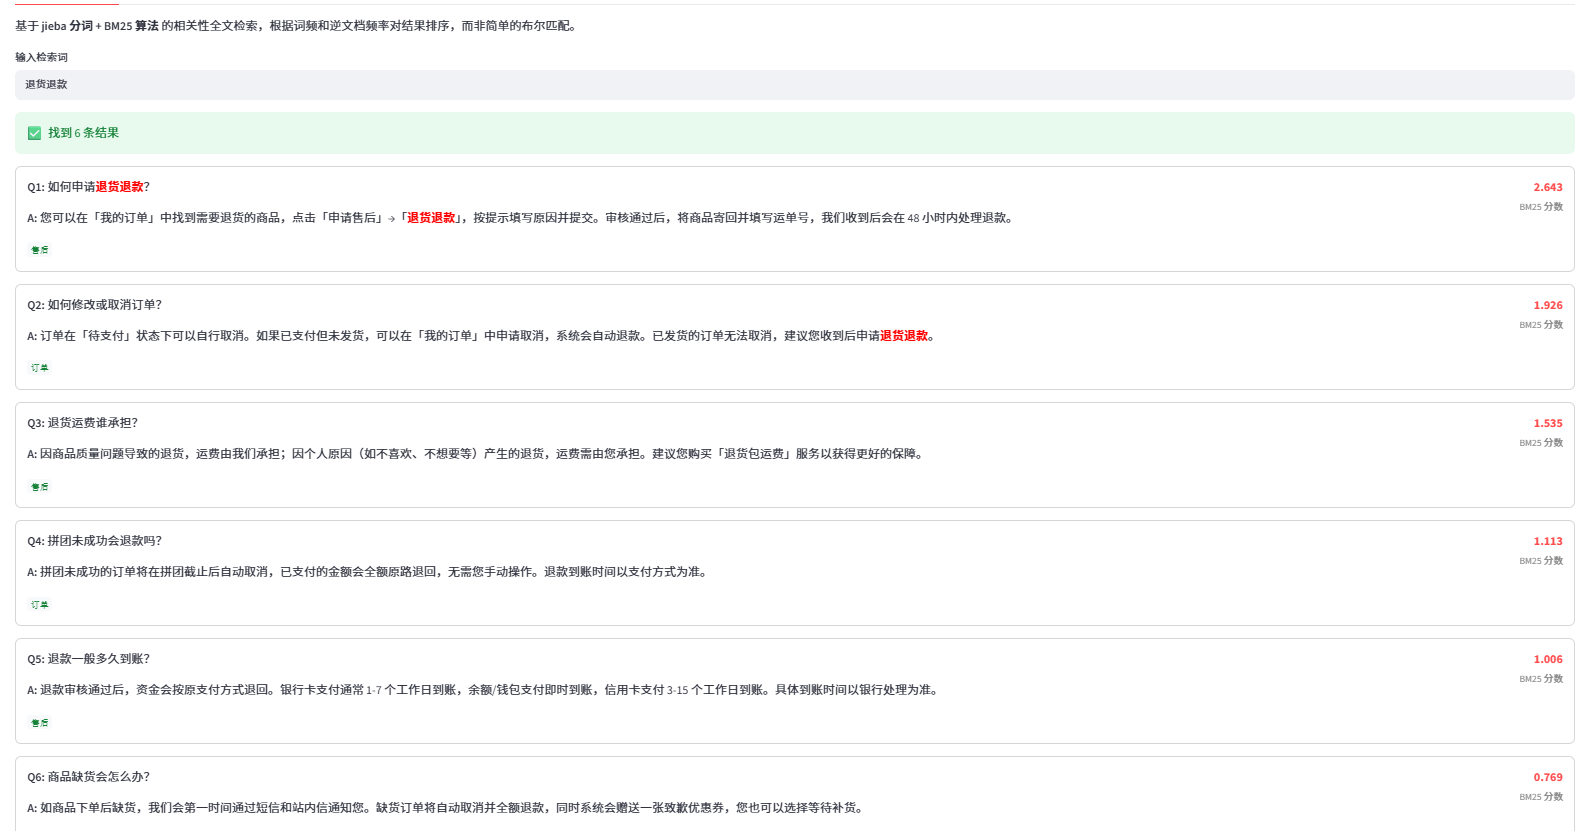 基于 jieba 分词 + BM25 算法 的相关性全文检索，根据词频和逆文档频率对结果排序，而非简单的布尔匹配。
输入检索词
退货退款
✅ 找到 6 条结果
Q1: 如何申请退货退款？
2.643
BM25 分数
A: 您可以在「我的订单」中找到需要退货的商品，点击「申请售后」→「退货退款」，按提示填写原因并提交。审核通过后，将商品寄回并填写运单号，我们收到后会在 48 小时内处理退款。
售后
Q2: 如何修改或取消订单？
1.926
BM25 分数
A: 订单在「待支付」状态下可以自行取消。如果已支付但未发货，可以在「我的订单」中申请取消，系统会自动退款。已发货的订单无法取消，建议您收到后申请退货退款。
订单
Q3: 退货运费谁承担？
1.535
BM25 分数
A: 因商品质量问题导致的退货，运费由我们承担；因个人原因（如不喜欢、不想要等）产生的退货，运费需由您承担。建议您购买「退货包运费」服务以获得更好的保障。
售后
Q4: 拼团未成功会退款吗？
1.113
BM25 分数
A: 拼团未成功的订单将在拼团截止后自动取消，已支付的金额会全额原路退回，无需您手动操作。退款到账时间以支付方式为准。
订单
Q5: 退款一般多久到账？
1.006
BM25 分数
A: 退款审核通过后，资金会按原支付方式退回。银行卡支付通常 1-7 个工作日到账，余额/钱包支付即时到账，信用卡支付 3-15 个工作日到账。具体到账时间以银行处理为准。
售后
Q6: 商品缺货会怎么办？
0.769
BM25 分数
A: 如商品下单后缺货，我们会第一时间通过短信和站内信通知您。缺货订单将自动取消并全额退款，同时系统会赠送一张致歉优惠券，您也可以选择等待补货。